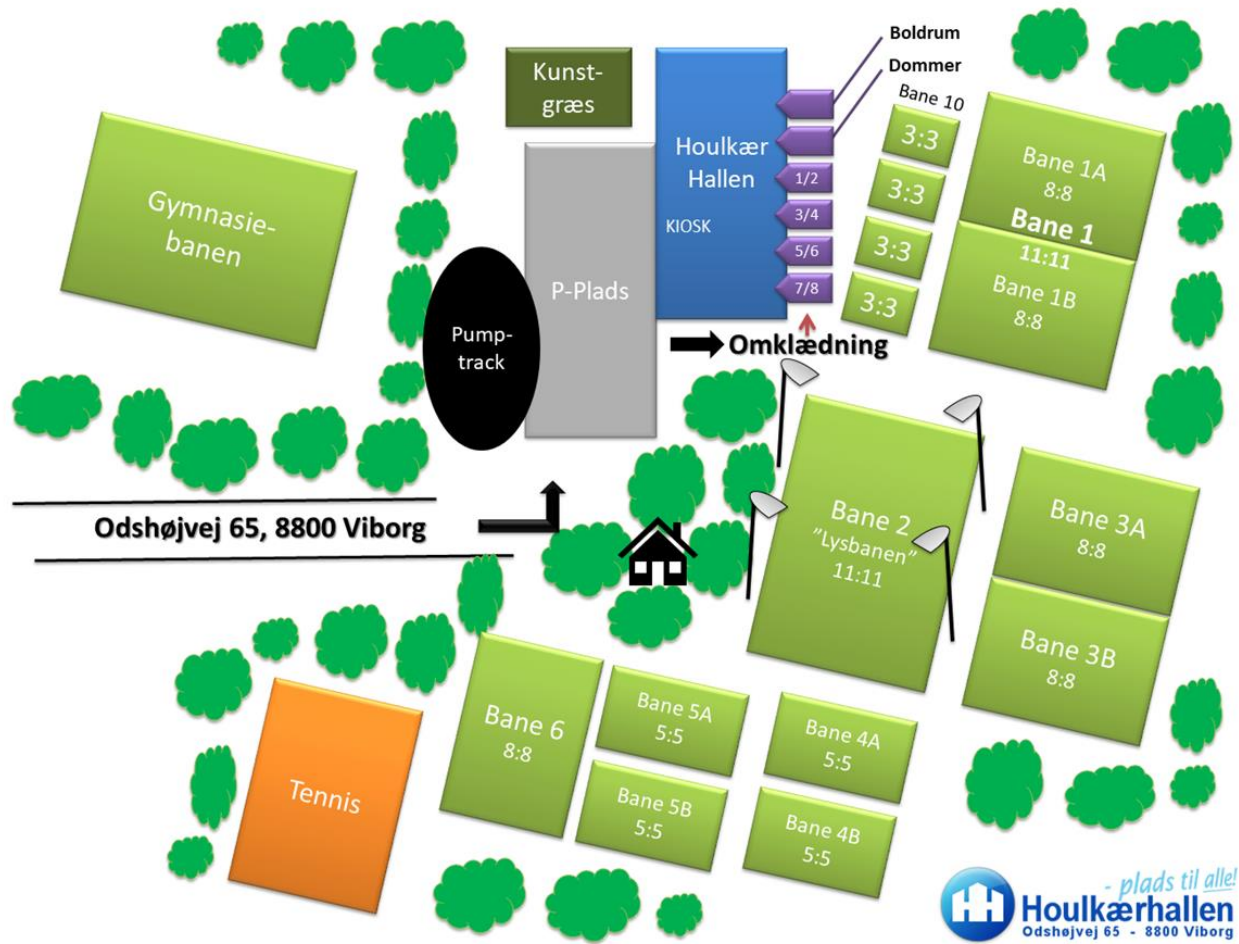 Boldrum
Dommer
Bane 10
Kunst-
græs
Houlkær
Hallen
KIOSK
1/2
3/4
5/6
7/8
3:3
3:3
3:3
3:3
Bane 1A
8:8
Bane 1
11:11
Bane 1B
8:8
Gymnasie-
banen
P-Plads
Pump-
track
Omklædning
Odshøjvej 65, 8800 Viborg
Bane 2
"Lysbanen"
11:11
Bane 3A
8:8
Bane 3B
8:8
Bane 6
8:8
Bane 5A
5:5
Bane 5B
5:5
Bane 4A
5:5
Bane 4B
5:5
Tennis
- plads til alle!
Houlkærhallen
Odshøjvej 65 - 8800 Viborg